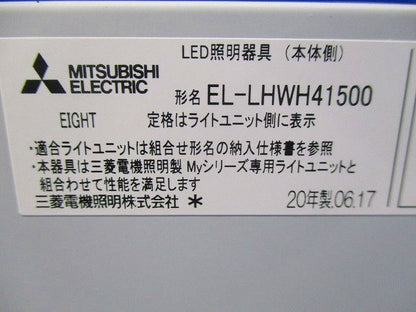 LED照明器具 （本体側）
MITSUBISHI
ELECTRIC
形名 EL-LHWH41500
EIGHT 定格はライトユニット側に表示
・適合ライトユニットは組合せ形名の納入仕様書を参照
・本器具は三菱電機照明製 Myシリーズ専用ライトユニットと
組合わせて性能を満足します
三菱電機照明株式会社 ＊ 20年製.06.17